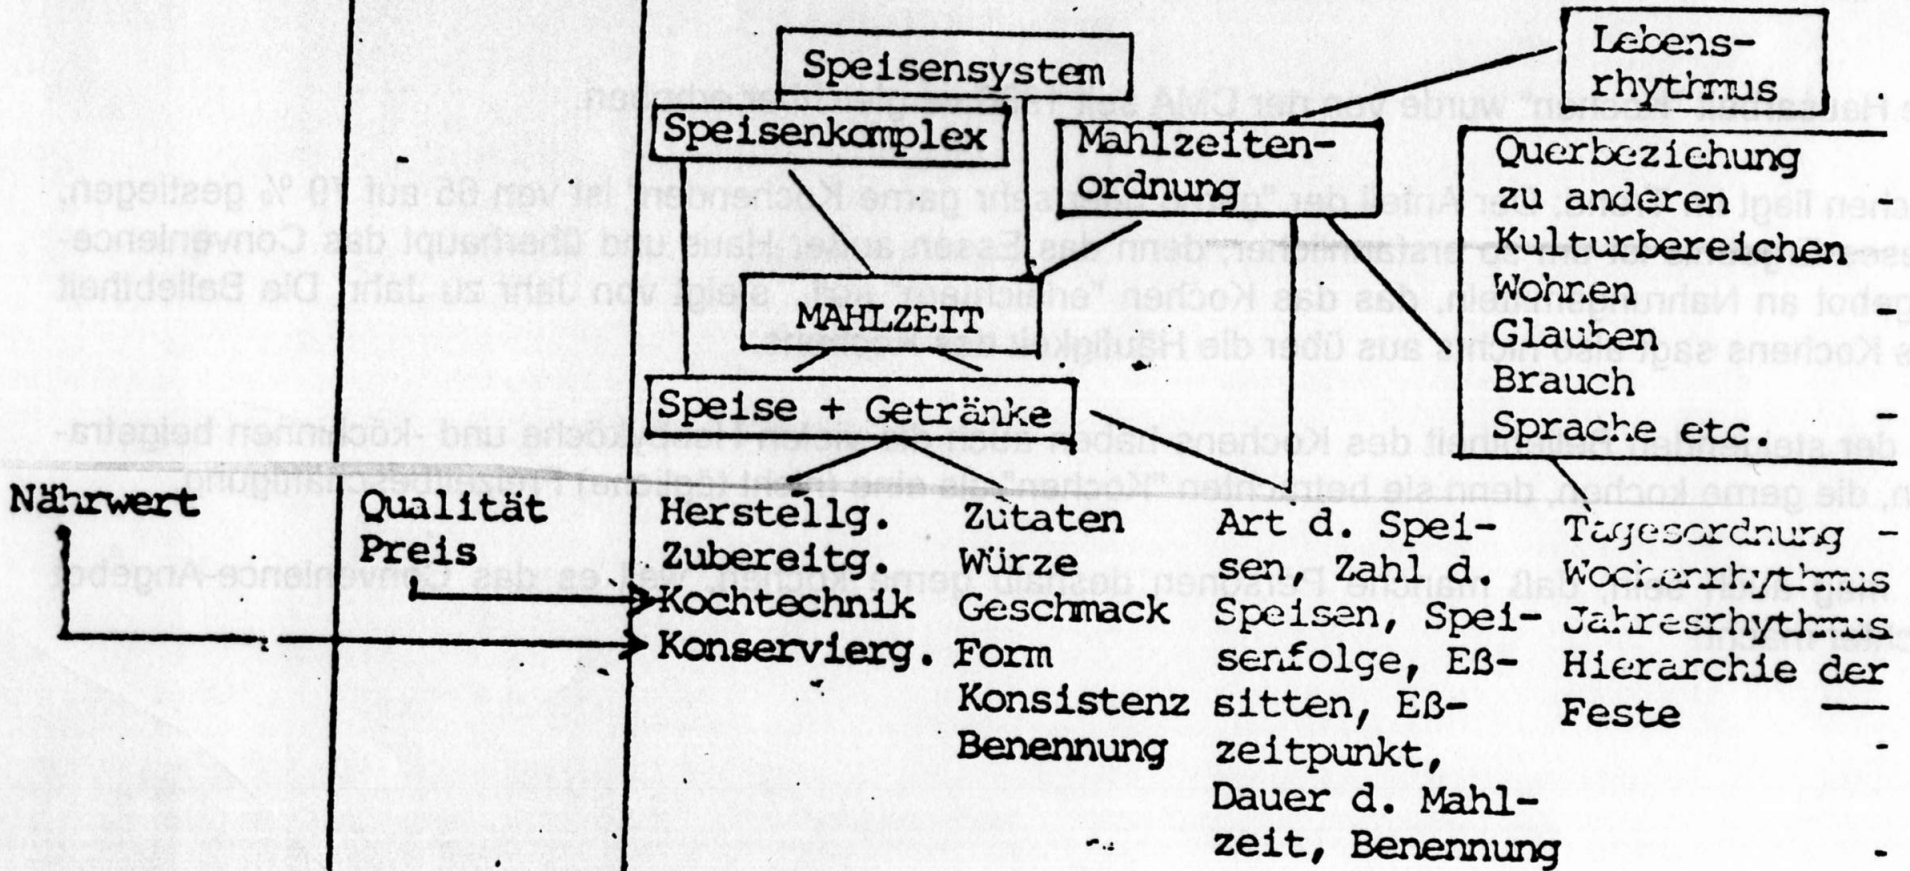 Speisensystem
Lebens-
rhythmus
Speisenkomplex
Mahlzeiten-
ordnung
Querbeziehung
zu anderen
Kulturbereichen
Wohnen
Glauben
Brauch
Sprache etc.
MAHLZEIT
Speise + Getränke
Nährwert
Qualität
Preis
Herstellg.
Zubereitg.
Kochtechnik
Konservierg.
Zutaten
Würze
Geschmack
Form
Konsistenz
Benennung
Art d. Spei-
sen, Zahl d.
Speisen, Spei-
senfolge, Eß-
sitten, Eß-
zeitpunkt,
Dauer d. Mahl-
zeit, Benennung
Tagesordnung
Wochenrhythmus
Jahresrhythmus
Hierarchie der
Feste